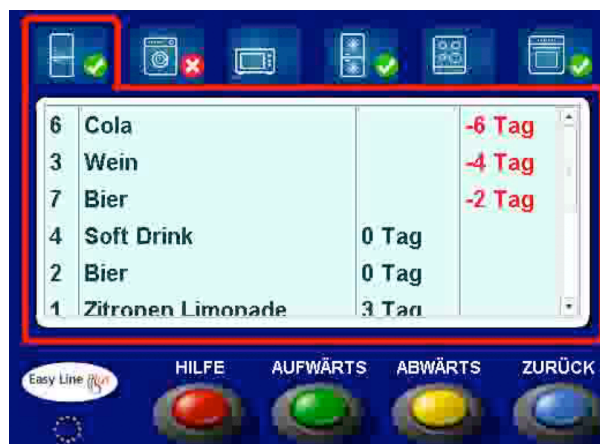 6 Cola -6 Tag
3 Wein -4 Tag
7 Bier -2 Tag
4 Soft Drink 0 Tag
2 Bier 0 Tag
1 Zitronen Limonade 3 Tag
HILFE AUFWÄRTS ABWÄRTS ZURÜCK
Easy Line Plus